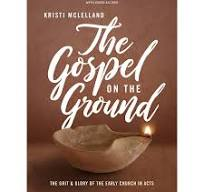 KRISTI MCLELLAND
The
Gospel
ON THE
Ground
THE GRIT & GLORY OF THE EARLY CHURCH IN ACTS